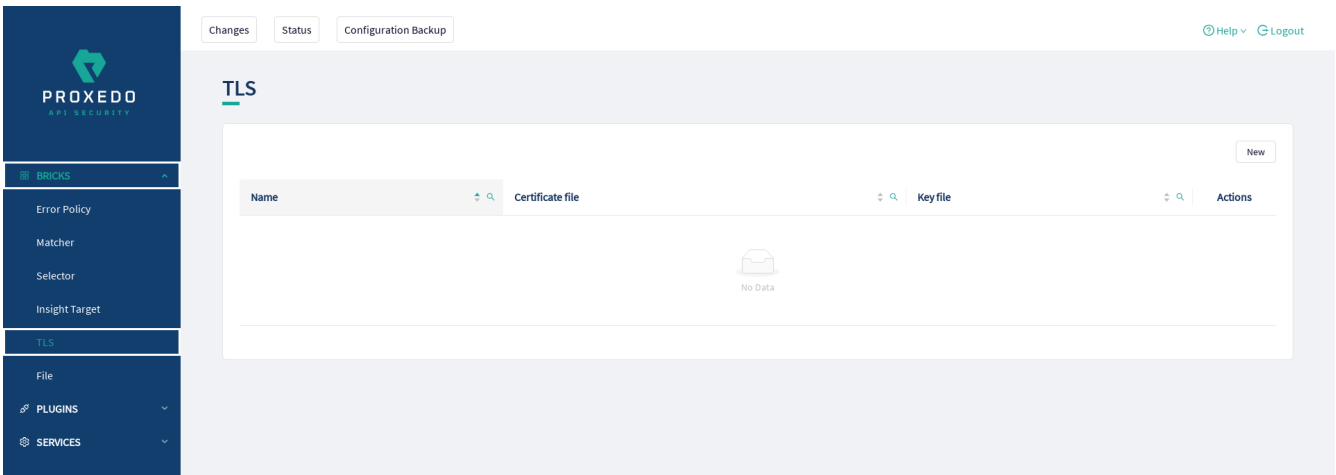 Changes Status Configuration Backup Help Logout
PROXEDO
API SECURITY
TLS
New
BRICKS
Name Certificate file Key file Actions
Error Policy
Matcher
Selector
Insight Target
No Data
TLS
File
PLUGINS
SERVICES